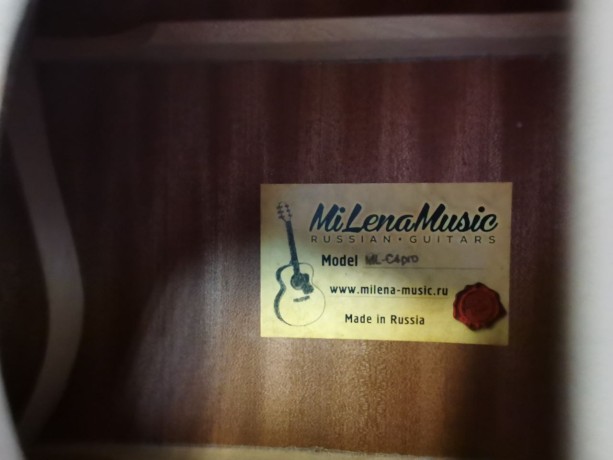 MiLenaMusic
RUSSIAN • GUITARS
Model ML-C4pro
www.milena-music.ru
Made in Russia